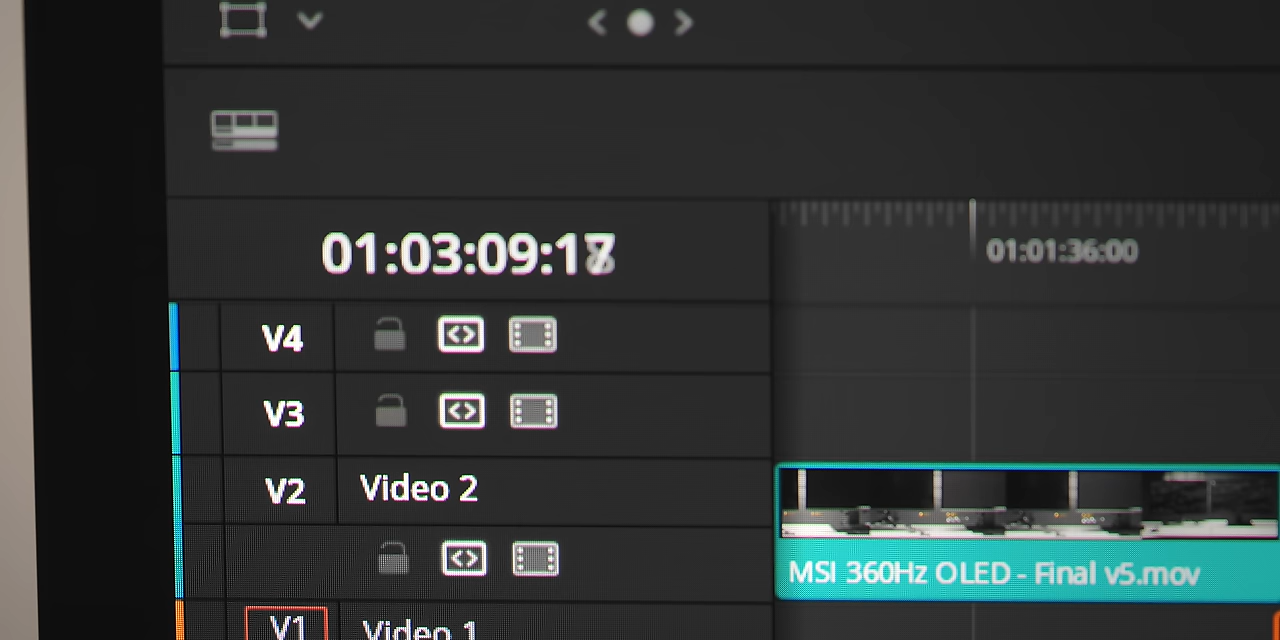 01:03:09:17
01:01:36:00
V4
V3
V2 Video 2
MSI 360Hz OLED - Final v5.mov
V1 Video 1